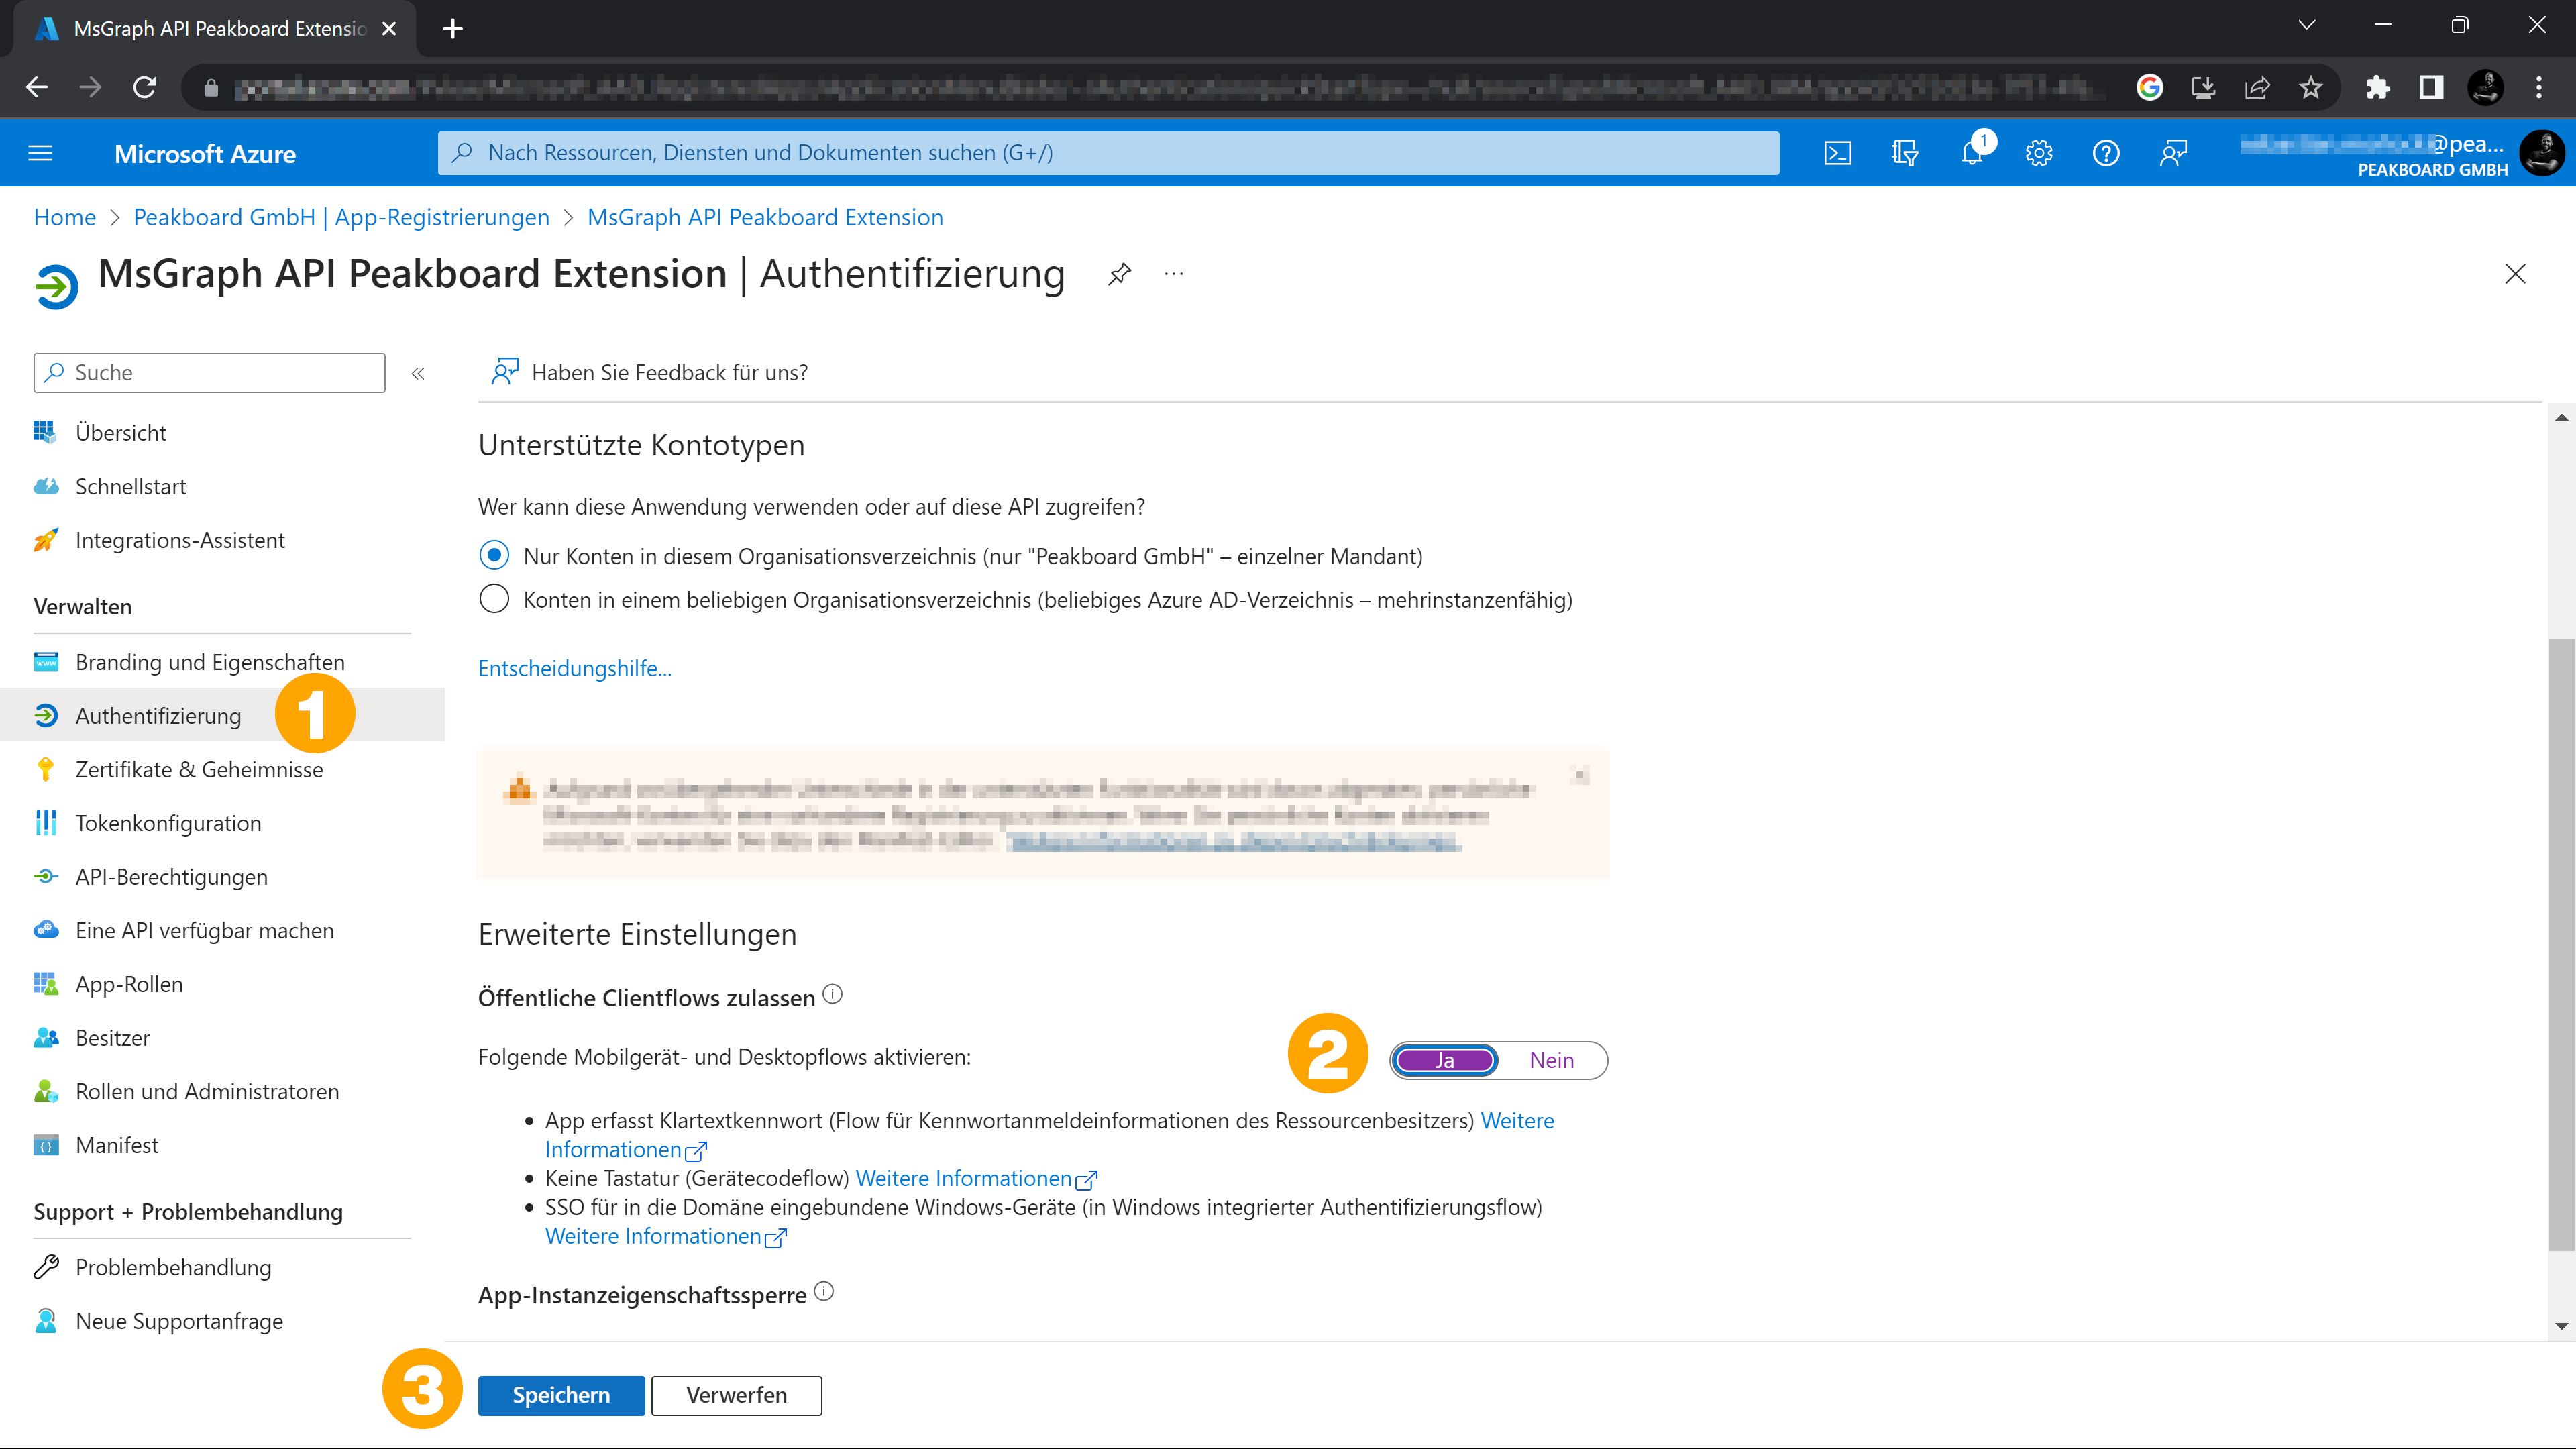 MsGraph API Peakboard Extensio
Microsoft Azure
Nach Ressourcen, Diensten und Dokumenten suchen (G+/)
1
@pea...
PEAKBOARD GMBH
Home > Peakboard GmbH | App-Registrierungen > MsGraph API Peakboard Extension
MsGraph API Peakboard Extension | Authentifizierung
Suche
Haben Sie Feedback für uns?
Übersicht
Schnellstart
Integrations-Assistent
Verwalten
Branding und Eigenschaften
Authentifizierung
1
Zertifikate & Geheimnisse
Tokenkonfiguration
API-Berechtigungen
Eine API verfügbar machen
App-Rollen
Besitzer
Rollen und Administratoren
Manifest
Support + Problembehandlung
Problembehandlung
Neue Supportanfrage
Unterstützte Kontotypen
Wer kann diese Anwendung verwenden oder auf diese API zugreifen?
Nur Konten in diesem Organisationsverzeichnis (nur "Peakboard GmbH" – einzelner Mandant)
Konten in einem beliebigen Organisationsverzeichnis (beliebiges Azure AD-Verzeichnis – mehrinstanzenfähig)
Entscheidungshilfe...
Erweiterte Einstellungen
Öffentliche Clientflows zulassen
Folgende Mobilgerät- und Desktopflows aktivieren:
2
Ja
Nein
• App erfasst Klartextkennwort (Flow für Kennwortanmeldeinformationen des Ressourcenbesitzers) Weitere
Informationen
• Keine Tastatur (Gerätecodeflow) Weitere Informationen
• SSO für in die Domäne eingebundene Windows-Geräte (in Windows integrierter Authentifizierungsflow)
Weitere Informationen
App-Instanzeigenschaftssperre
3
Speichern
Verwerfen